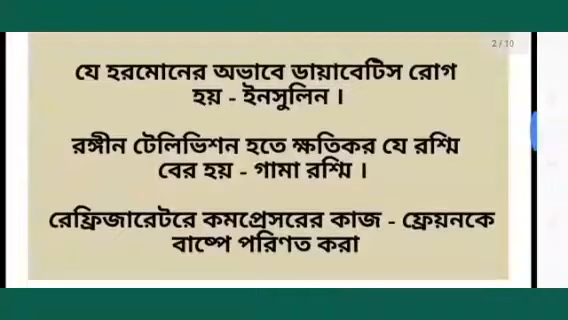 2 / 10
যে হরমোনের অভাবে ডায়াবেটিস রোগ
হয় - ইনসুলিন ।
রঙ্গীন টেলিভিশন হতে ক্ষতিকর যে রশ্মি
বের হয় - গামা রশ্মি ।
রেফ্রিজারেটরে কমপ্রেসরের কাজ - ফ্রেয়নকে
বাষ্পে পরিণত করা